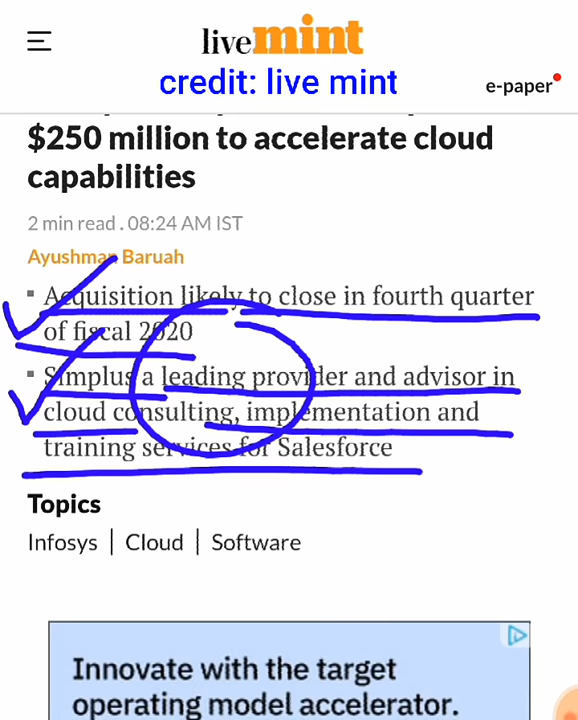 livemint
credit: live mint
e-paper
$250 million to accelerate cloud
capabilities
2 min read . 08:24 AM IST
Ayushman Baruah
Acquisition likely to close in fourth quarter
of fiscal 2020
Simplus a leading provider and advisor in
cloud consulting, implementation and
training services for Salesforce
Topics
Infosys | Cloud | Software
Innovate with the target
operating model accelerator.